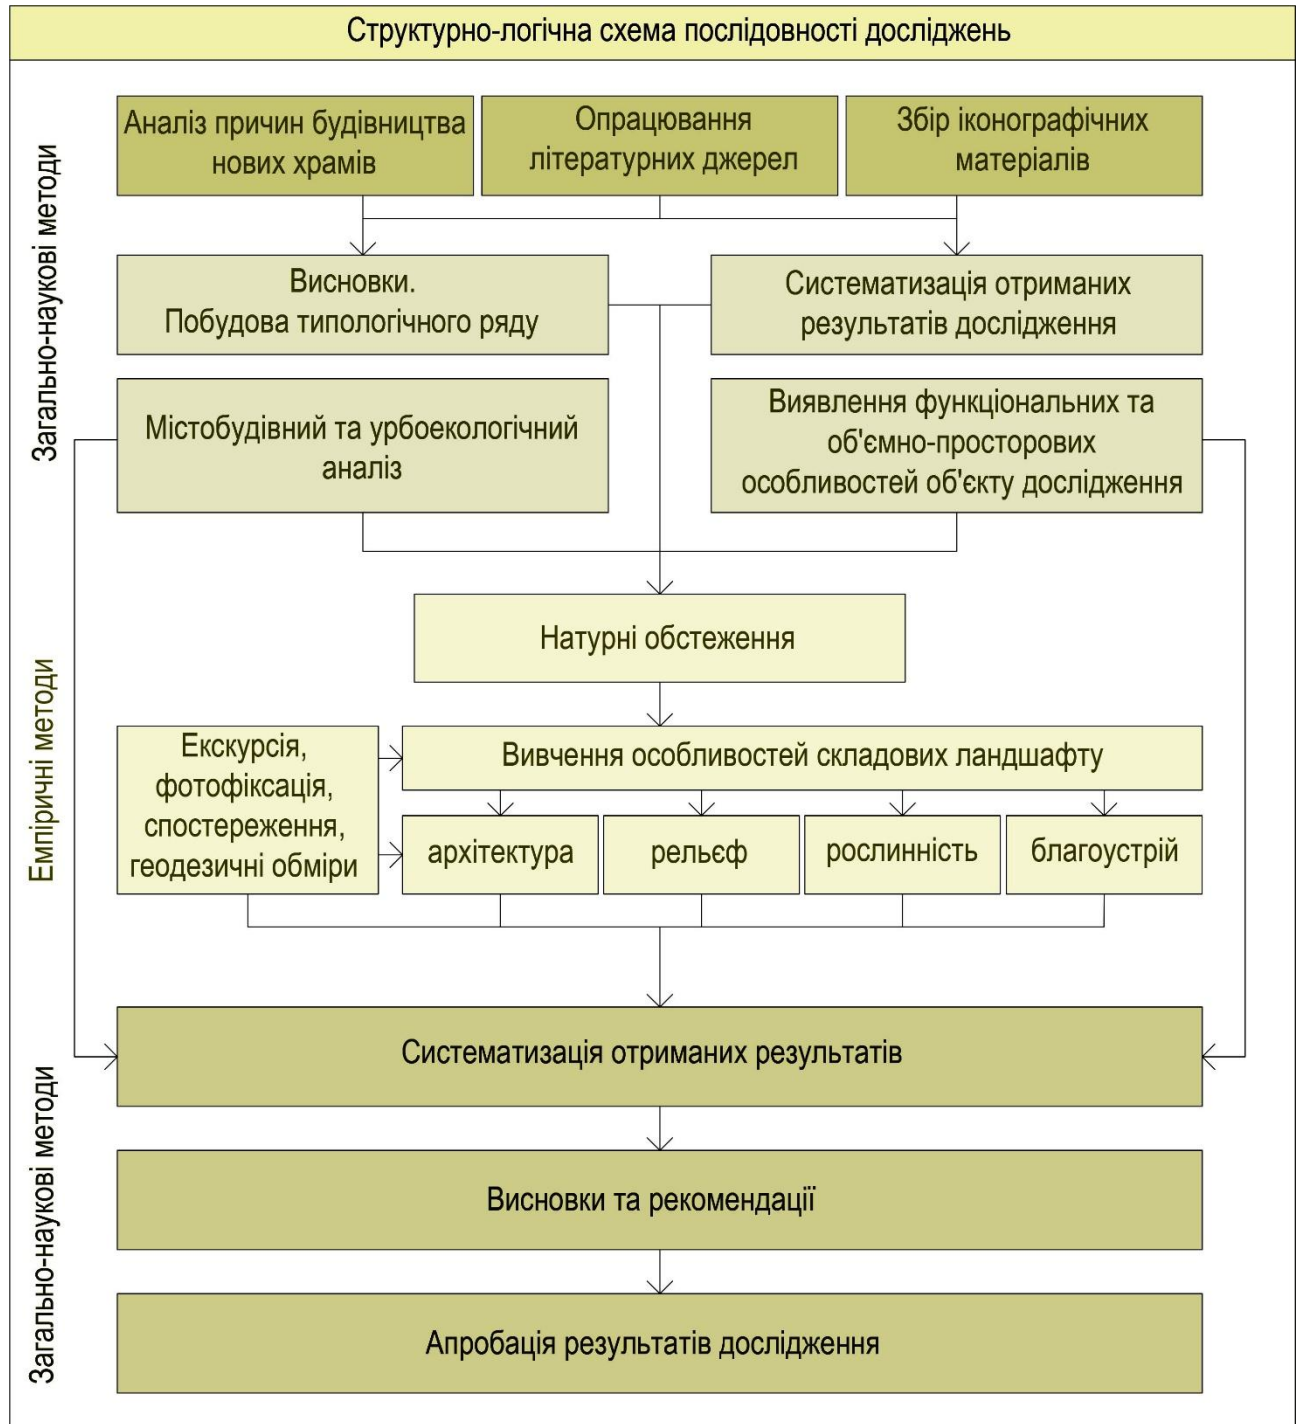 Структурно-логічна схема послідовності досліджень
Загально-наукові методи
Аналіз причин будівництва
нових храмів
Опрацювання
літературних джерел
Збір іконографічних
матеріалів
Висновки.
Побудова типологічного ряду
Систематизація отриманих
результатів дослідження
Містобудівний та урбоекологічний
аналіз
Виявлення функціональних та
об'ємно-просторових
особливостей об'єкту дослідження
Емпіричні методи
Натурні обстеження
Екскурсія,
фотофіксація,
спостереження,
геодезичні обміри
Вивчення особливостей складових ландшафту
архітектура
рельєф
рослинність
благоустрій
Загально-наукові методи
Систематизація отриманих результатів
Висновки та рекомендації
Апробація результатів дослідження